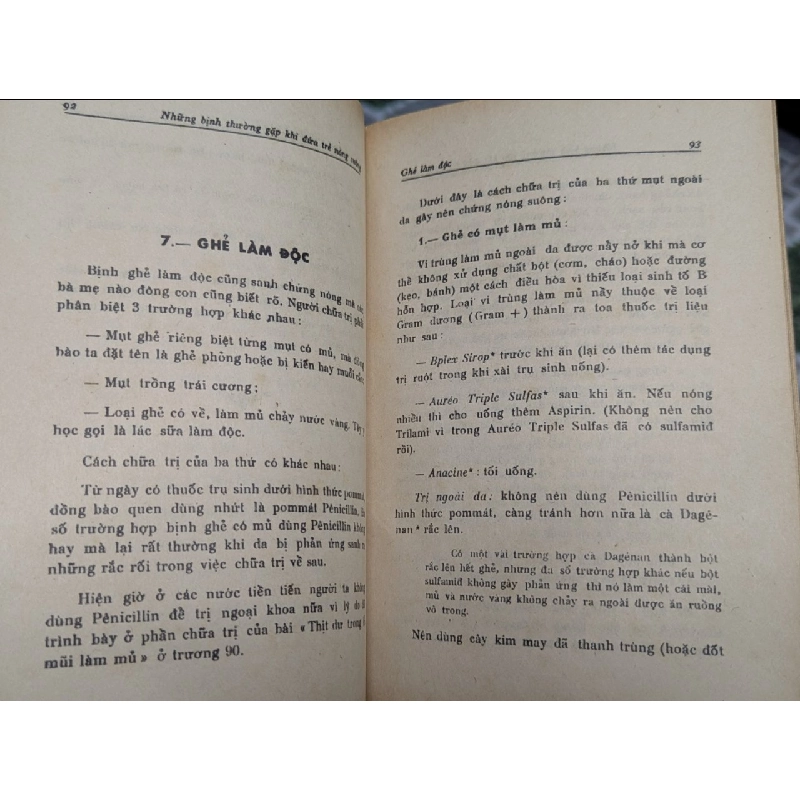 92
Những bịnh thường gặp khi đứa trẻ nóng
7.— GHẺ LÀM ĐỘC
Bịnh ghẻ làm độc cũng sanh chứng nóng mà các
bà mẹ nào đông con cũng biết rõ. Người chữa trị phải
phân biệt 3 trường hợp khác nhau:
— Mụt ghẻ riêng biệt từng mụt có mủ, mà
bào ta đặt tên là ghẻ phỏng hoặc bị kiến hay muỗi cắn
— Mụt trồng trái cương;
— Loại ghẻ có vẻ, làm mủ chảy nước vàng. Tây y
học gọi là lác sữa làm độc.
Cách chữa trị của ba thứ có khác nhau:
Từ ngày có thuốc trụ sinh dưới hình thức pommát
đồng bào quen dùng nhứt là pommát Pénicillin, đa
số trường hợp bịnh ghẻ có mủ dùng Pénicillin không
hay mà lại rất thường khi da bị phản ứng sanh ra
những rắc rối trong việc chữa trị về sau.
Hiện giờ ở các nước tiền tiến người ta không
dùng Pénicillin để trị ngoại khoa nữa vì lý do đã
trình bày ở phần chữa trị của bài «Thịt dư trong
mũi làm mủ» ở trương 90.
Ghẻ làm độc
93
Dưới đây là cách chữa trị của ba thứ mụt ngoài
da gây nên chứng nóng suông:
1.— Ghẻ có mụt làm mủ:
Vi trùng làm mủ ngoài da được nẩy nở khi mà cơ
thể không xử dụng chất bột (cơm, cháo) hoặc đường
(kẹo, bánh) một cách điều hòa vì thiếu loại sinh tố B
hỗn hợp. Loại vi trùng làm mủ nầy thuộc về loại
Gram dương (Gram +) thành ra toa thuốc trị liệu
như sau:
— Bplex Sirop* trước khi ăn (lại có thêm tác dụng
trị ruột trong khi xài trụ sinh uống).
— Auréo Triple Sulfas* sau khi ăn. Nếu nóng
nhiều thì cho uống thêm Aspirin. (Không nên cho
Trilami vì trong Auréo Triple Sulfas đã có sulfamid
rồi).
— Anacine*: tối uống.
Trị ngoài da: không nên dùng Pénicillin dưới
hình thức pommát, càng tránh hơn nữa là cà Dagé-
nan* rắc lên.
Có một vài trường hợp cà Dagénan thành bột
rắc lên hết ghẻ, nhưng đa số trường hợp khác nếu bột
sulfamid không gây phản ứng thì nó làm một cái mài,
mủ và nước vàng không chảy ra ngoài được ăn ruồng
vô trong.
Nên dùng cây kim may đã thanh trùng (hoặc đốt